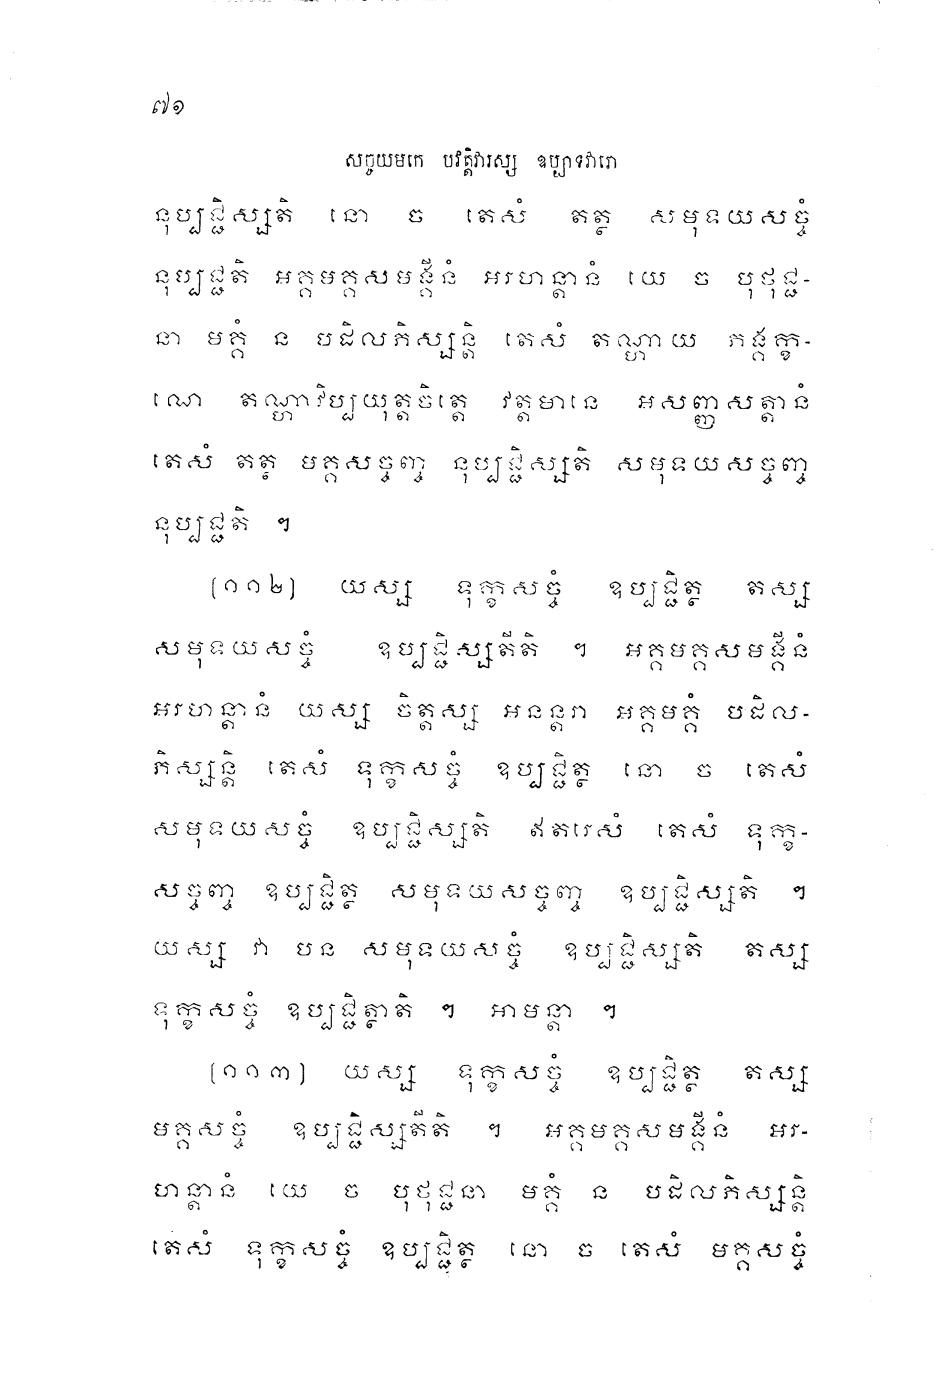 ៧១
សច្ចយមកេ បវត្តិវារស្ស ឧប្បាទវារោ
នុប្បជ្ជិស្សតិ នោ ច តេសំ តត្ថ សមុទយសច្ចំ
នុប្បជ្ជតិ អគ្គមគ្គសមង្គីនំ អរហន្តានំ យេ ច បុថុជ្ជ-
នា មគ្គំ ន បដិលភិស្សន្តិ តេសំ តណ្ហាយ ភង្គក្ខ-
ណេ តណ្ហាវិប្បយុត្តចិត្តេ វត្តមានេ អសញ្ញសត្តានំ
តេសំ តត្ថ មគ្គសច្ចញ្ច នុប្បជ្ជិស្សតិ សមុទយសច្ចញ្ច
នុប្បជ្ជតិ ។
(១១២) យស្ស ទុក្ខសច្ចំ ឧប្បជ្ជិត្ថ តស្ស
សមុទយសច្ចំ ឧប្បជ្ជិស្សតីតិ ។ អគ្គមគ្គសមង្គីនំ
អរហន្តានំ យស្ស ចិត្តស្ស អនន្តរា អគ្គមគ្គំ បដិល-
ភិស្សន្តិ តេសំ ទុក្ខសច្ចំ ឧប្បជ្ជិត្ថ នោ ច តេសំ
សមុទយសច្ចំ ឧប្បជ្ជិស្សតិ ឥតរេសំ តេសំ ទុក្ខ-
សច្ចញ្ច ឧប្បជ្ជិត្ថ សមុទយសច្ចញ្ច ឧប្បជ្ជិស្សតិ ។
យស្ស វា បន សមុទយសច្ចំ ឧប្បជ្ជិស្សតិ តស្ស
ទុក្ខសច្ចំ ឧប្បជ្ជិត្ថាតិ ។ អាមន្តា ។
(១១៣) យស្ស ទុក្ខសច្ចំ ឧប្បជ្ជិត្ថ តស្ស
មគ្គសច្ចំ ឧប្បជ្ជិស្សតីតិ ។ អគ្គមគ្គសមង្គីនំ អរ-
ហន្តានំ យេ ច បុថុជ្ជនា មគ្គំ ន បដិលភិស្សន្តិ
តេសំ ទុក្ខសច្ចំ ឧប្បជ្ជិត្ថ នោ ច តេសំ មគ្គសច្ចំ